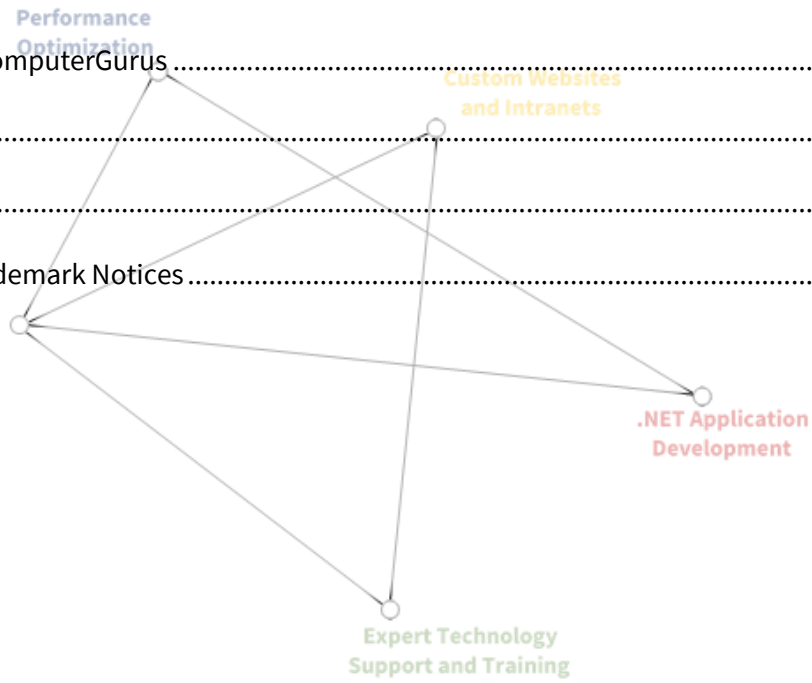 Performance
Optimization
omputerGurus ........................................................................................
Custom Websites
and Intranets
................................................................................................................
................................................................................................................
demark Notices ......................................................................................
.NET Application
Development
Expert Technology
Support and Training